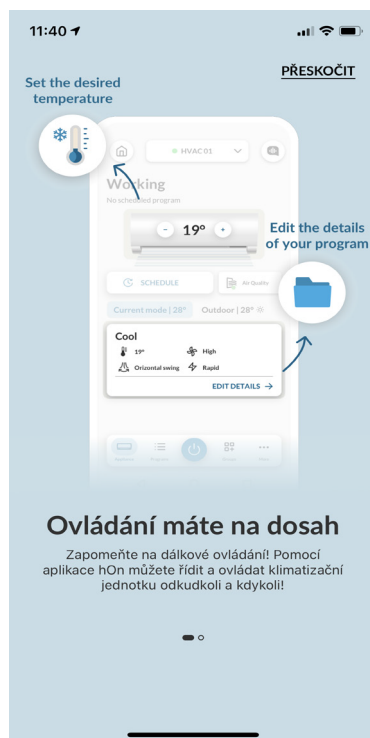 11:40
PŘESKOČIT
Set the desired
temperature
HVAC 01
Working
No scheduled program
- 19° +
Edit the details
of your program
SCHEDULE
Air Quality
Current mode | 28°
Outdoor | 28°
Cool
19°
High
Orizontal swing
Rapid
EDIT DETAILS →
Ovládání máte na dosah
Zapomeňte na dálkové ovládání! Pomocí
aplikace hOn můžete řídit a ovládat klimatizační
jednotku odkudkoli a kdykoli!